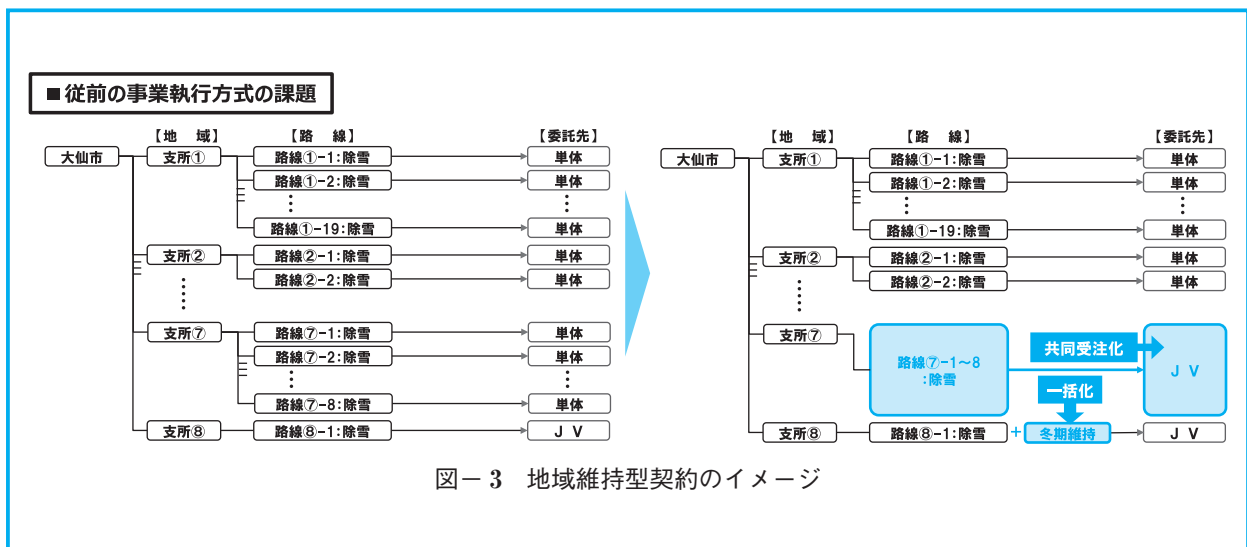 ■従前の事業執行方式の課題
【地　域】 【路　線】 【委託先】
大仙市 支所① 路線①-1:除雪 単体
路線①-2:除雪 単体
路線①-19:除雪 単体
支所② 路線②-1:除雪 単体
路線②-2:除雪 単体
支所⑦ 路線⑦-1:除雪 単体
路線⑦-2:除雪 単体
路線⑦-8:除雪 単体
支所⑧ 路線⑧-1:除雪 ＪＶ
【地　域】 【路　線】 【委託先】
大仙市 支所① 路線①-1:除雪 単体
路線①-2:除雪 単体
路線①-19:除雪 単体
支所② 路線②-1:除雪 単体
路線②-2:除雪 単体
支所⑦
路線⑦-1～8
:除雪
共同受注化
ＪＶ
一括化
支所⑧ 路線⑧-1:除雪 + 冬期維持 ＪＶ
図－3　地域維持型契約のイメージ